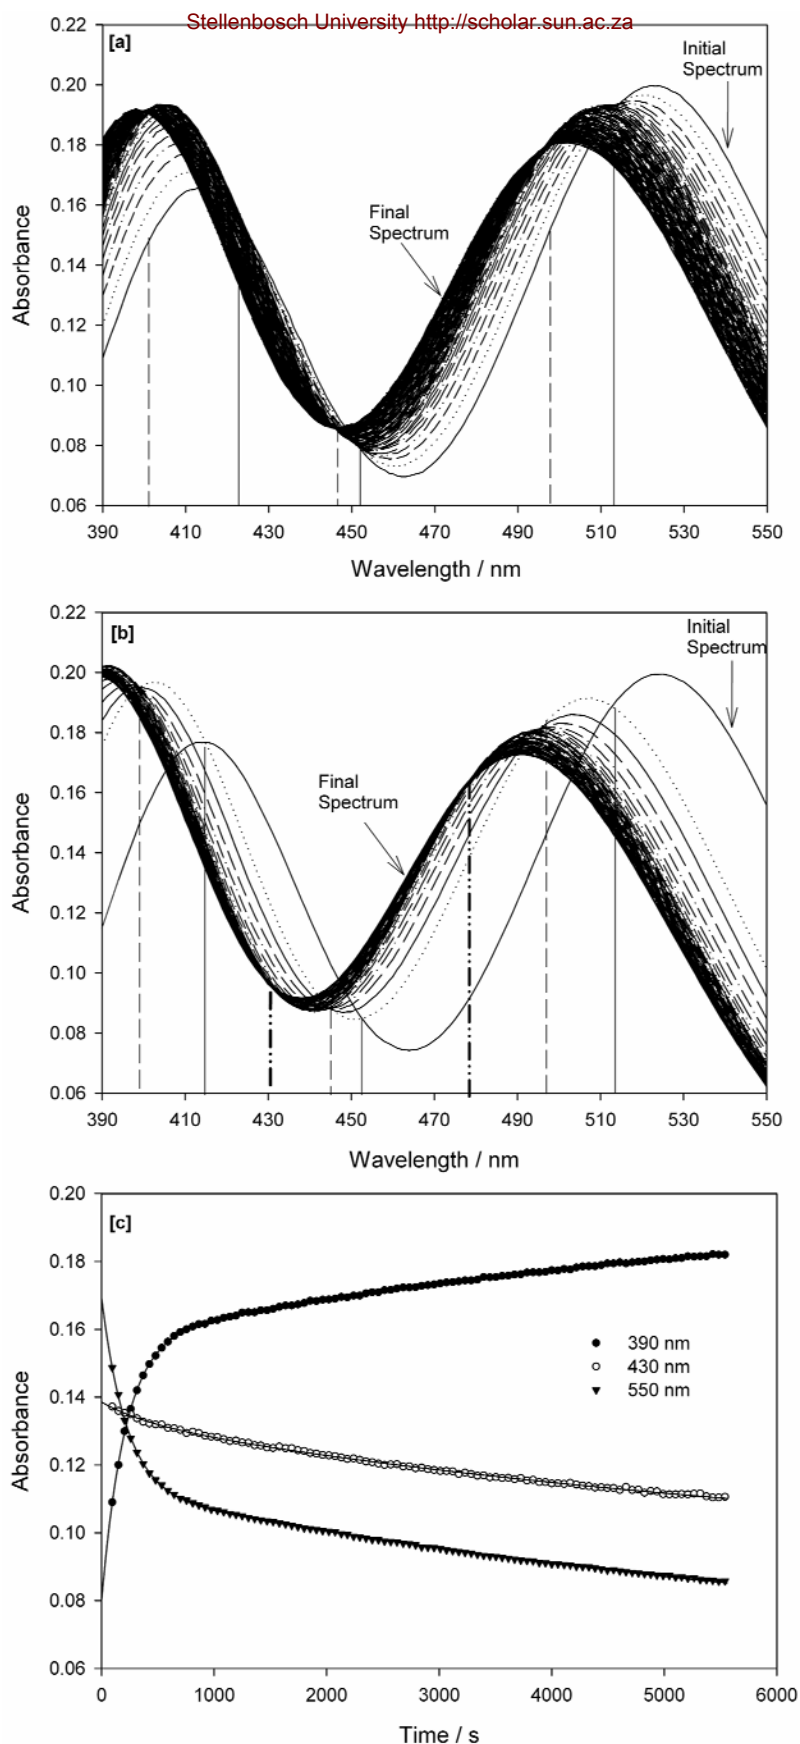 Stellenbosch University http://scholar.sun.ac.za
[a]
Initial
Spectrum
Final
Spectrum
Absorbance
0.22
0.20
0.18
0.16
0.14
0.12
0.10
0.08
0.06
390 410 430 450 470 490 510 530 550
Wavelength / nm
[b]
Initial
Spectrum
Final
Spectrum
Absorbance
0.22
0.20
0.18
0.16
0.14
0.12
0.10
0.08
0.06
390 410 430 450 470 490 510 530 550
Wavelength / nm
[c]
390 nm
430 nm
550 nm
Absorbance
0.20
0.18
0.16
0.14
0.12
0.10
0.08
0.06
0 1000 2000 3000 4000 5000 6000
Time / s